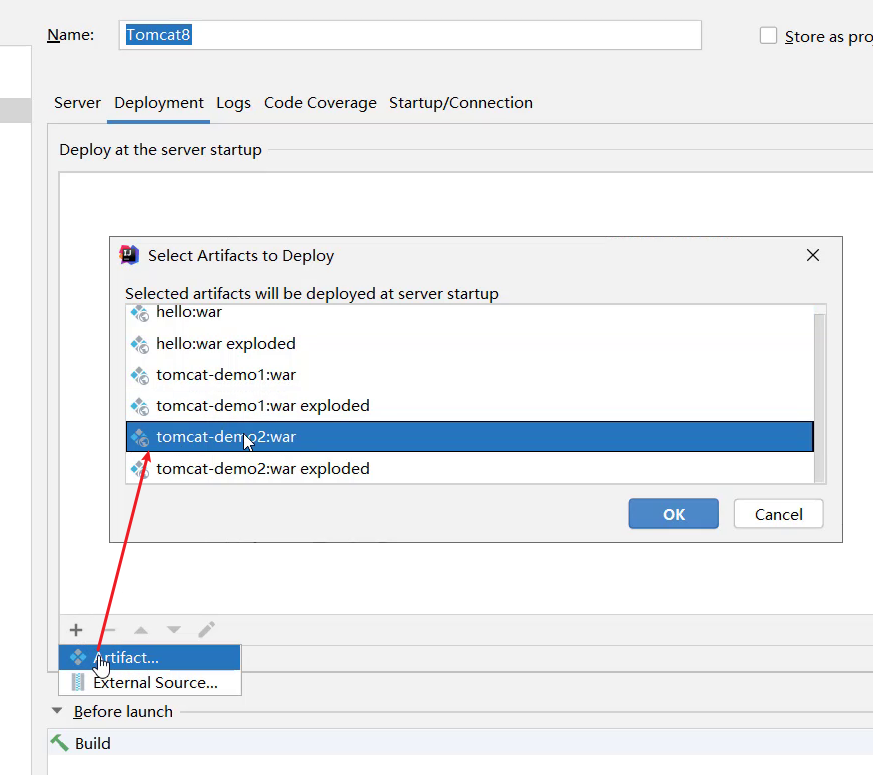 Name: Tomcat8 Store as pro
Server Deployment Logs Code Coverage Startup/Connection
Deploy at the server startup
Select Artifacts to Deploy
Selected artifacts will be deployed at server startup
hello:war
hello:war exploded
tomcat-demo1:war
tomcat-demo1:war exploded
tomcat-demo2:war
tomcat-demo2:war exploded
OK Cancel
Artifact...
External Source...
Before launch
Build